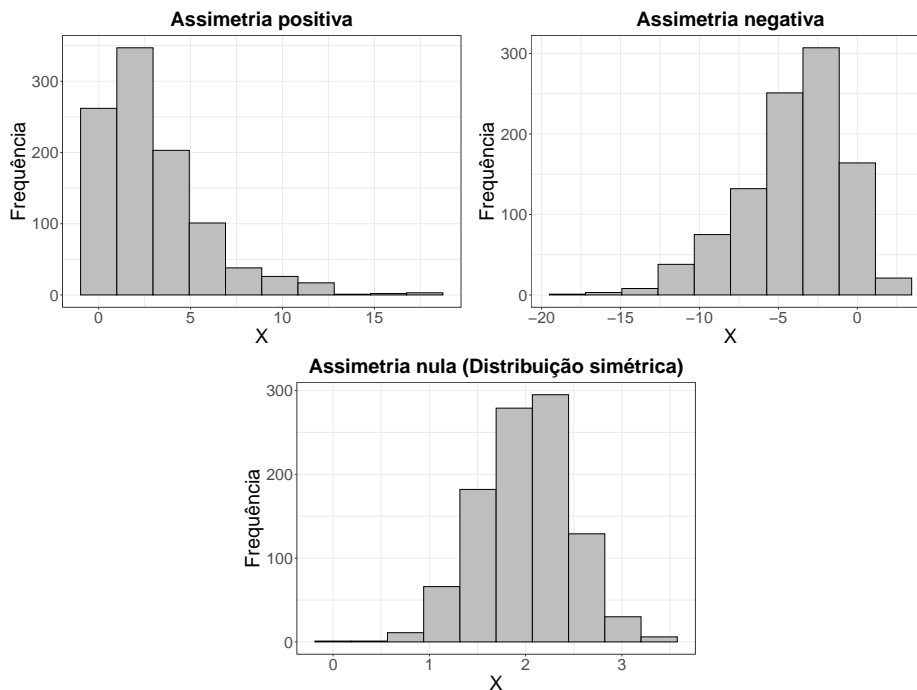 Assimetria positiva
Frequência
300
200
100
0
0 5 10 15
X
Assimetria negativa
Frequência
300
200
100
0
−20 −15 −10 −5 0
X
Assimetria nula (Distribuição simétrica)
Frequência
300
200
100
0
0 1 2 3
X